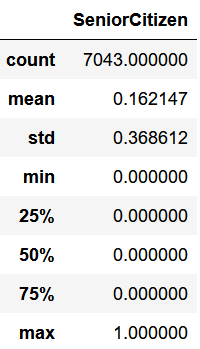 SeniorCitizen
count 7043.000000
mean 0.162147
std 0.368612
min 0.000000
25% 0.000000
50% 0.000000
75% 0.000000
max 1.000000